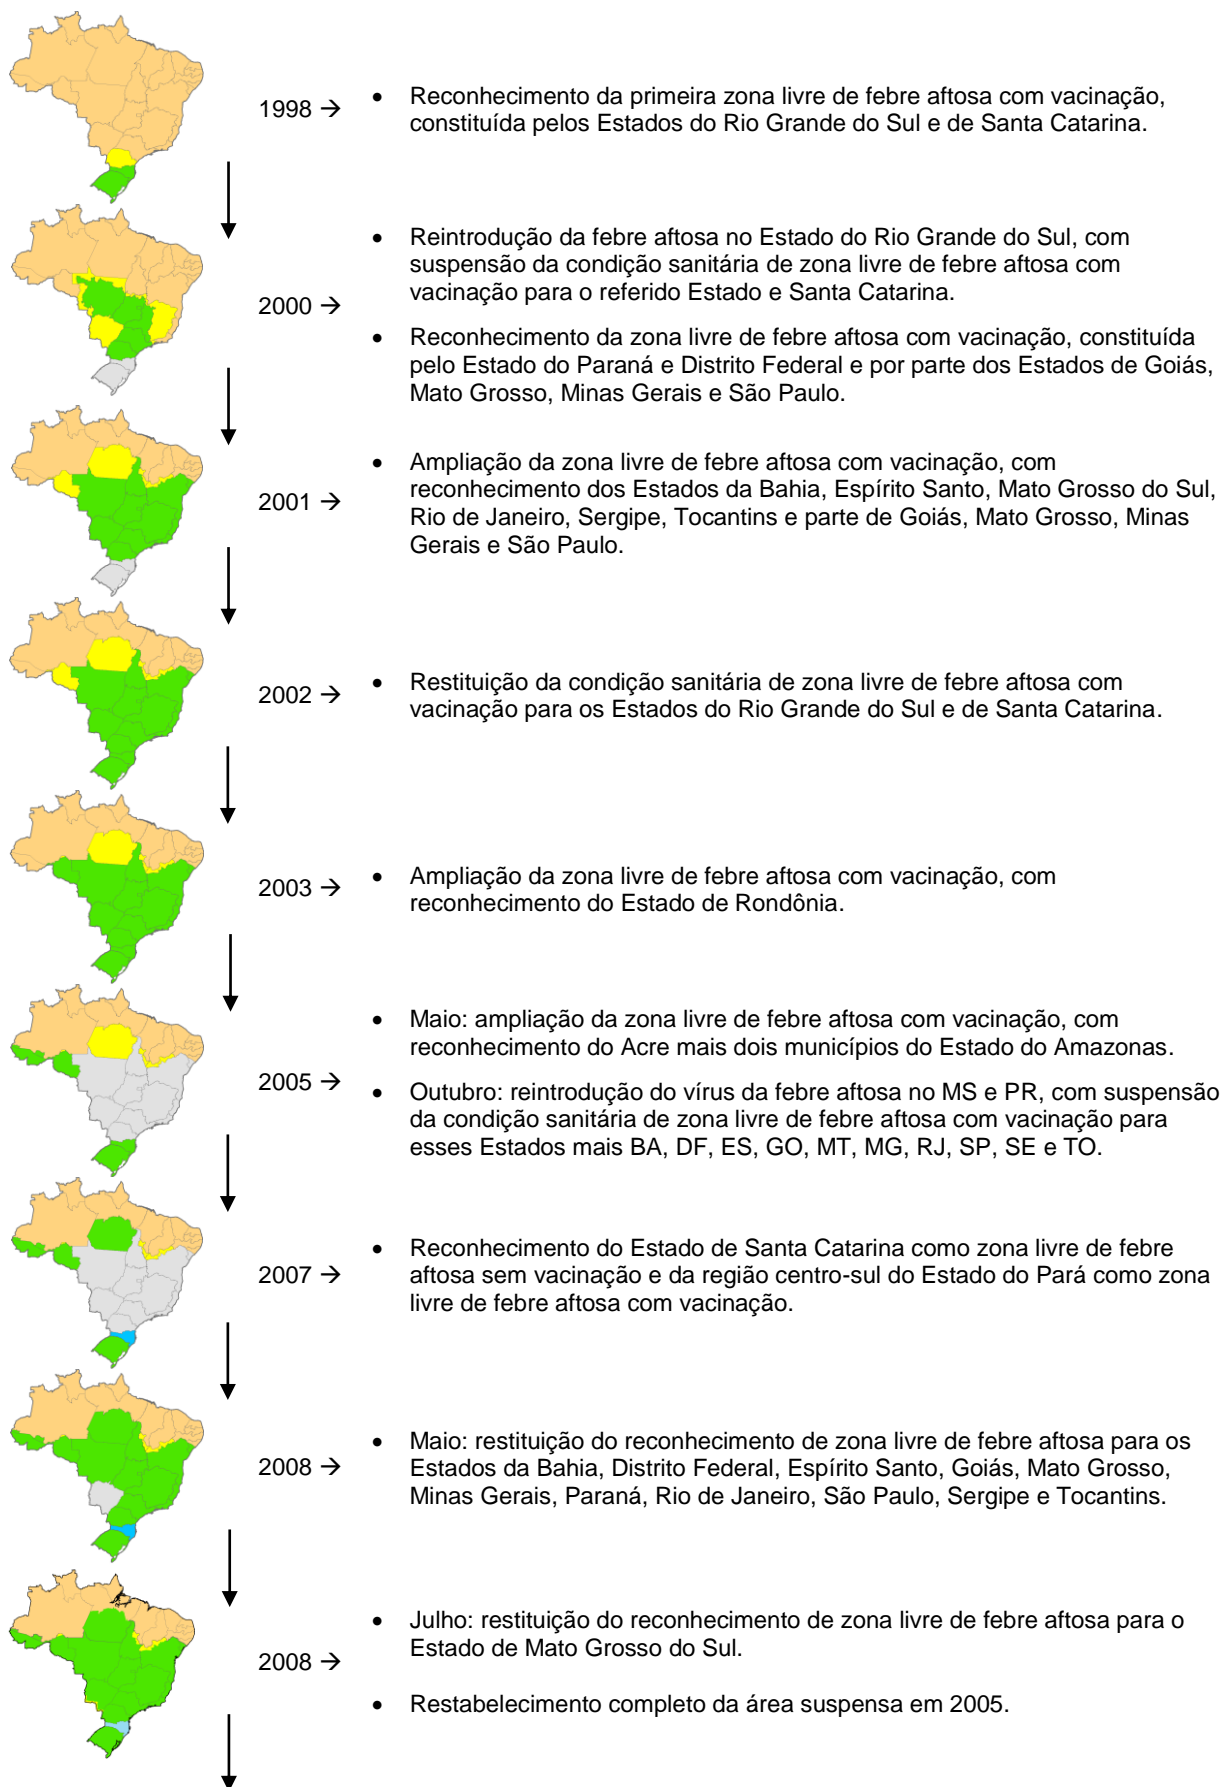 1998 →
• Reconhecimento da primeira zona livre de febre aftosa com vacinação,
constituída pelos Estados do Rio Grande do Sul e de Santa Catarina.
2000 →
• Reintrodução da febre aftosa no Estado do Rio Grande do Sul, com
suspensão da condição sanitária de zona livre de febre aftosa com
vacinação para o referido Estado e Santa Catarina.
• Reconhecimento da zona livre de febre aftosa com vacinação, constituída
pelo Estado do Paraná e Distrito Federal e por parte dos Estados de Goiás,
Mato Grosso, Minas Gerais e São Paulo.
2001 →
• Ampliação da zona livre de febre aftosa com vacinação, com
reconhecimento dos Estados da Bahia, Espírito Santo, Mato Grosso do Sul,
Rio de Janeiro, Sergipe, Tocantins e parte de Goiás, Mato Grosso, Minas
Gerais e São Paulo.
2002 →
• Restituição da condição sanitária de zona livre de febre aftosa com
vacinação para os Estados do Rio Grande do Sul e de Santa Catarina.
2003 →
• Ampliação da zona livre de febre aftosa com vacinação, com
reconhecimento do Estado de Rondônia.
2005 →
• Maio: ampliação da zona livre de febre aftosa com vacinação, com
reconhecimento do Acre mais dois municípios do Estado do Amazonas.
• Outubro: reintrodução do vírus da febre aftosa no MS e PR, com suspensão
da condição sanitária de zona livre de febre aftosa com vacinação para
esses Estados mais BA, DF, ES, GO, MT, MG, RJ, SP, SE e TO.
2007 →
• Reconhecimento do Estado de Santa Catarina como zona livre de febre
aftosa sem vacinação e da região centro-sul do Estado do Pará como zona
livre de febre aftosa com vacinação.
2008 →
• Maio: restituição do reconhecimento de zona livre de febre aftosa para os
Estados da Bahia, Distrito Federal, Espírito Santo, Goiás, Mato Grosso,
Minas Gerais, Paraná, Rio de Janeiro, São Paulo, Sergipe e Tocantins.
2008 →
• Julho: restituição do reconhecimento de zona livre de febre aftosa para o
Estado de Mato Grosso do Sul.
• Restabelecimento completo da área suspensa em 2005.